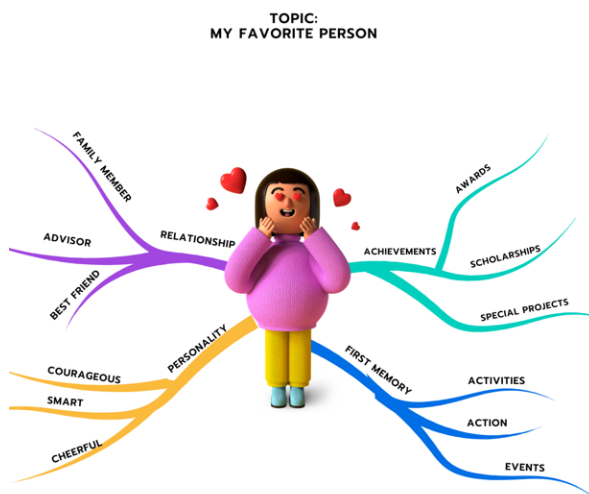 TOPIC:
MY FAVORITE PERSON
FAMILY MEMBER
ADVISOR
BEST FRIEND
RELATIONSHIP
ACHIEVEMENTS
AWARDS
SCHOLARSHIPS
SPECIAL PROJECTS
PERSONALITY
COURAGEOUS
SMART
CHEERFUL
FIRST MEMORY
ACTIVITIES
ACTION
EVENTS